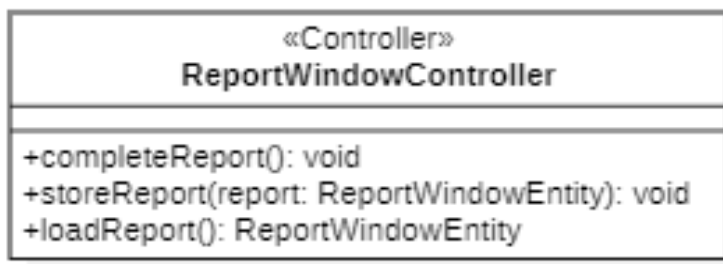 «Controller»
ReportWindowController
+completeReport(): void
+storeReport(report: ReportWindowEntity): void
+loadReport(): ReportWindowEntity